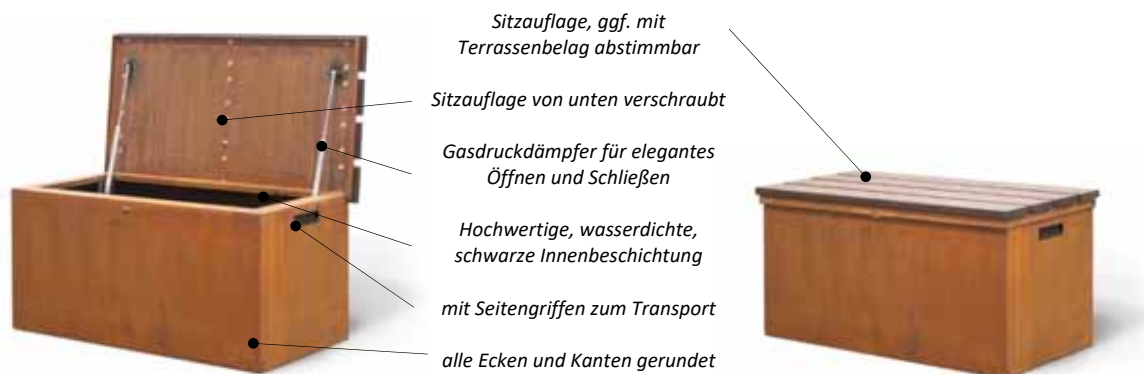 Sitzauflage, ggf. mit
Terrassenbelag abstimmbar
Sitzauflage von unten verschraubt
Gasdruckdämpfer für elegantes
Öffnen und Schließen
Hochwertige, wasserdichte,
schwarze Innenbeschichtung
mit Seitengriffen zum Transport
alle Ecken und Kanten gerundet